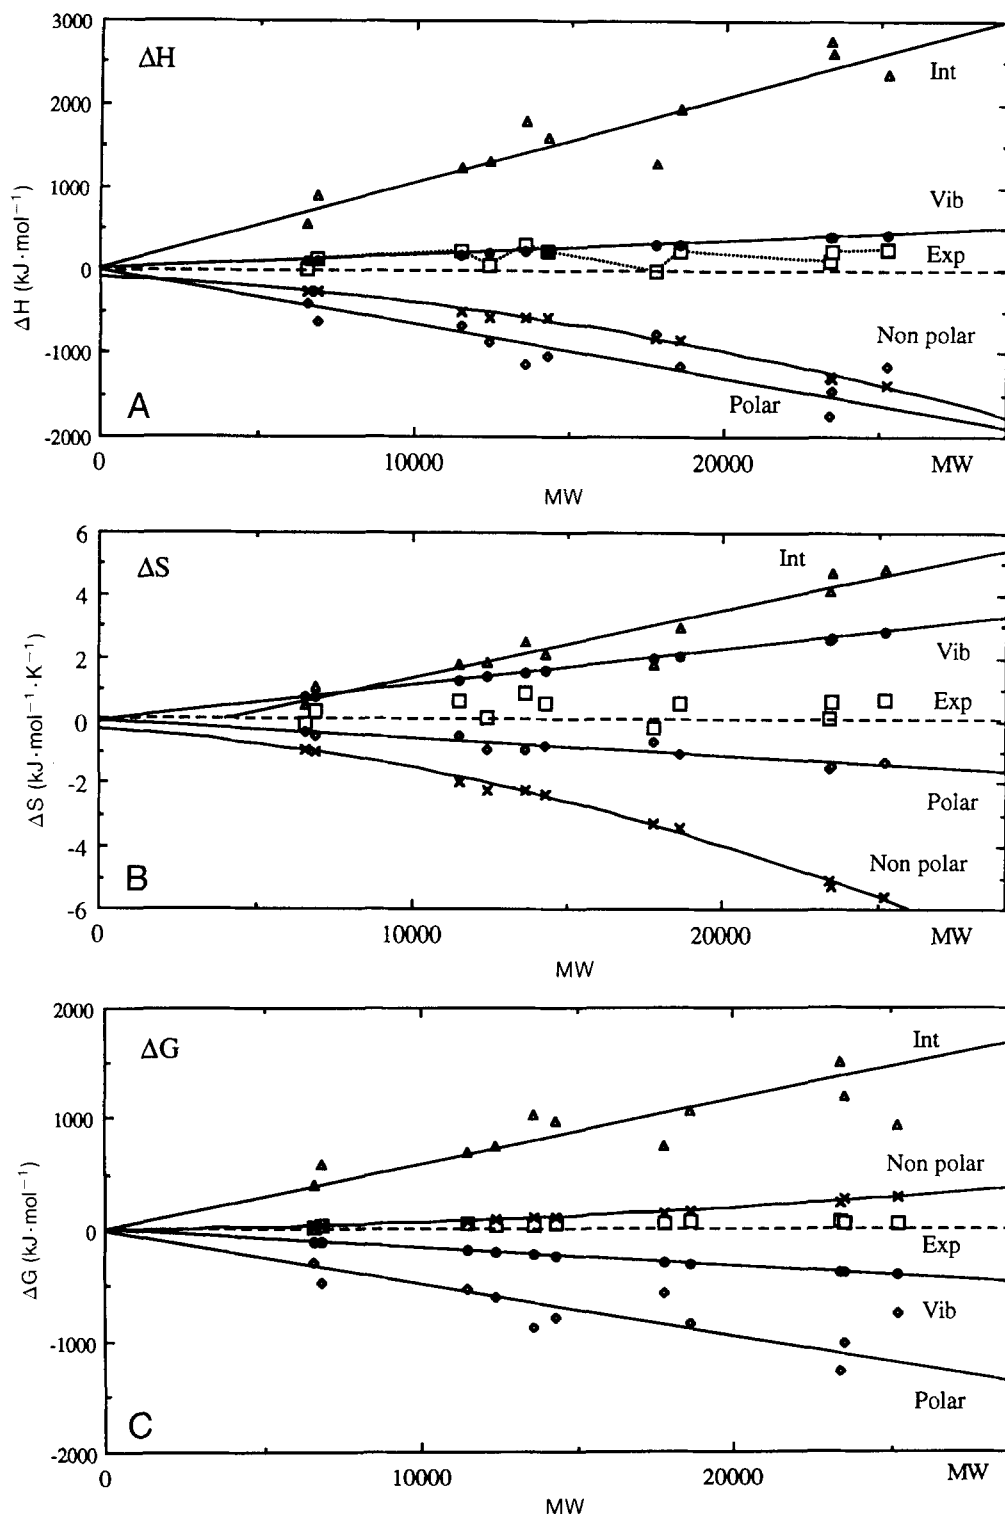 3000
ΔH
Int
2000
1000
Vib
Exp
0
ΔH (kJ·mol⁻¹)
-1000
Non polar
Polar
A
-2000
0
10000
20000
MW
MW
6
ΔS
Int
4
2
Vib
Exp
0
ΔS (kJ·mol⁻¹·K⁻¹)
-2
Polar
-4
Non polar
B
-6
0
10000
20000
MW
MW
2000
ΔG
Int
1000
Non polar
0
Exp
ΔG (kJ·mol⁻¹)
Vib
-1000
Polar
C
-2000
0
10000
20000
MW
MW